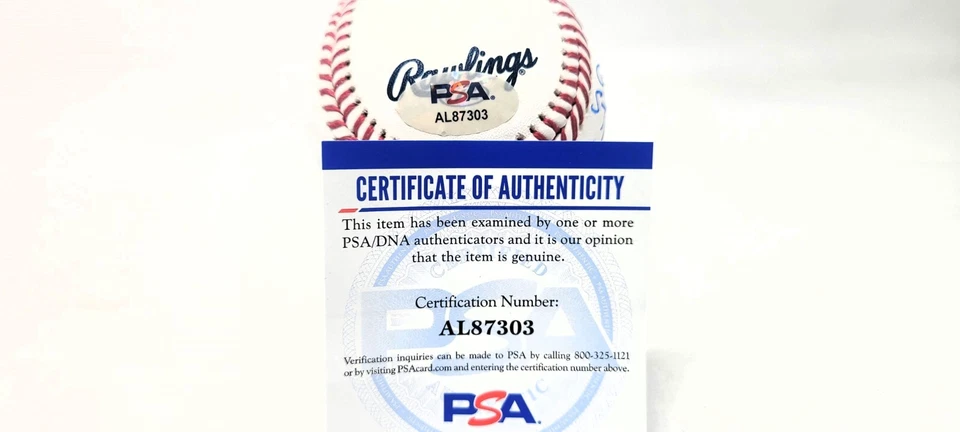 Rawlings
PSA
AL87303
CERTIFICATE OF AUTHENTICITY
This item has been examined by one or more
PSA/DNA authenticators and it is our opinion
that the item is genuine.
Certification Number:
AL87303
Verification inquiries can be made to PSA by calling 800-325-1121
or by visiting PSAcard.com and entering the certification number above.
PSA